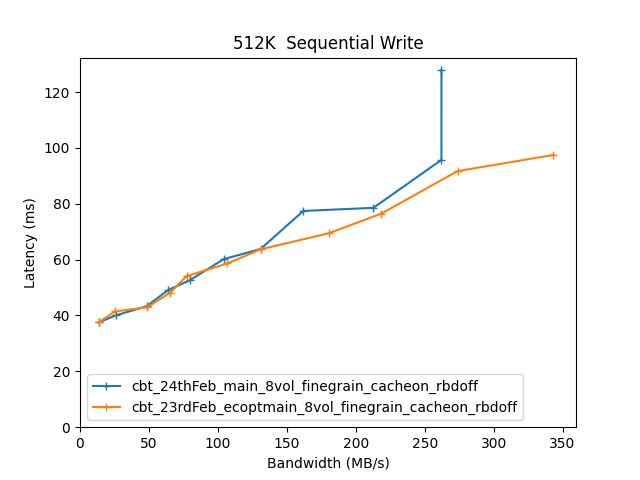 512K  Sequential Write
Latency (ms)
120
100
80
60
40
20
0
cbt_24thFeb_main_8vol_finegrain_cacheon_rbdoff
cbt_23rdFeb_ecoptmain_8vol_finegrain_cacheon_rbdoff
0 50 100 150 200 250 300 350
Bandwidth (MB/s)